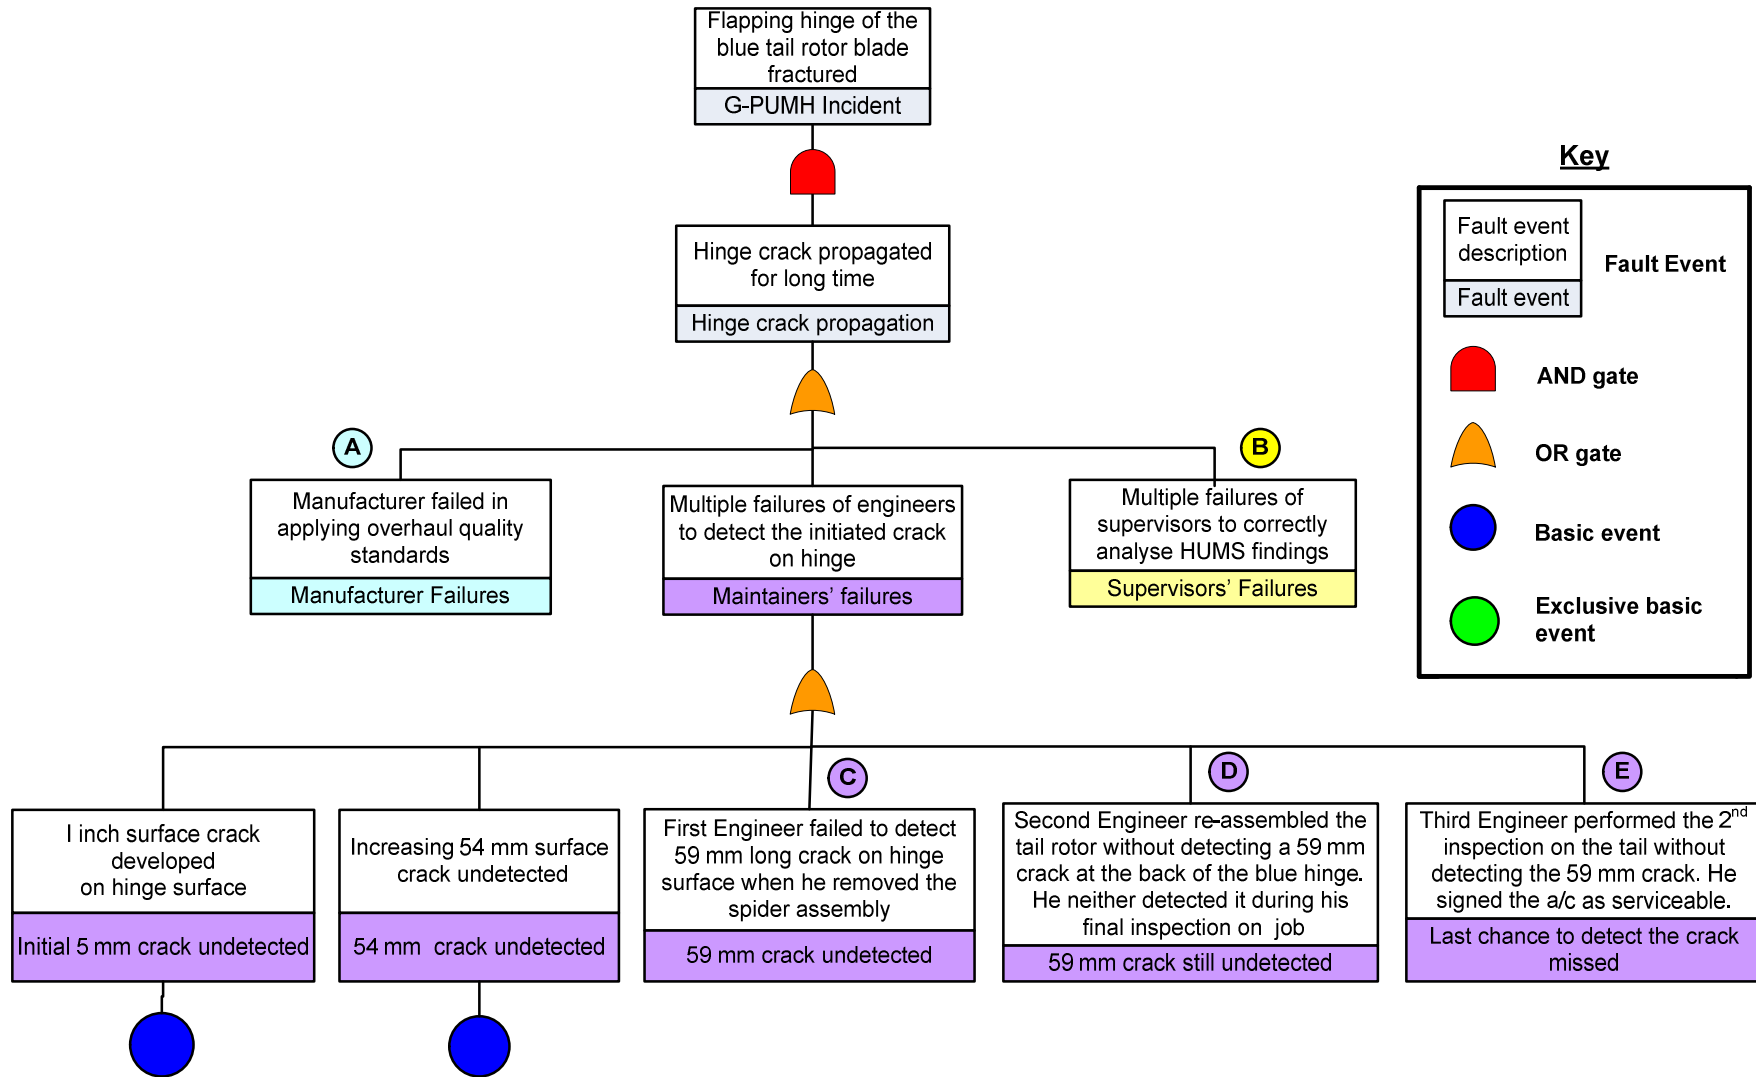 Flapping hinge of the
blue tail rotor blade
fractured
G-PUMH Incident
Hinge crack propagated
for long time
Hinge crack propagation
A
B
Manufacturer failed in
applying overhaul quality
standards
Manufacturer Failures
Multiple failures of engineers
to detect the initiated crack
on hinge
Maintainers’ failures
Multiple failures of
supervisors to correctly
analyse HUMS findings
Supervisors’ Failures
C
D
E
I inch surface crack
developed
on hinge surface
Initial 5 mm crack undetected
Increasing 54 mm surface
crack undetected
54 mm crack undetected
First Engineer failed to detect
59 mm long crack on hinge
surface when he removed the
spider assembly
59 mm crack undetected
Second Engineer re-assembled the
tail rotor without detecting a 59 mm
crack at the back of the blue hinge.
He neither detected it during his
final inspection on job
59 mm crack still undetected
Third Engineer performed the 2nd
inspection on the tail without
detecting the 59 mm crack. He
signed the a/c as serviceable.
Last chance to detect the crack
missed
Key
Fault event
description
Fault event
Fault Event
AND gate
OR gate
Basic event
Exclusive basic
event